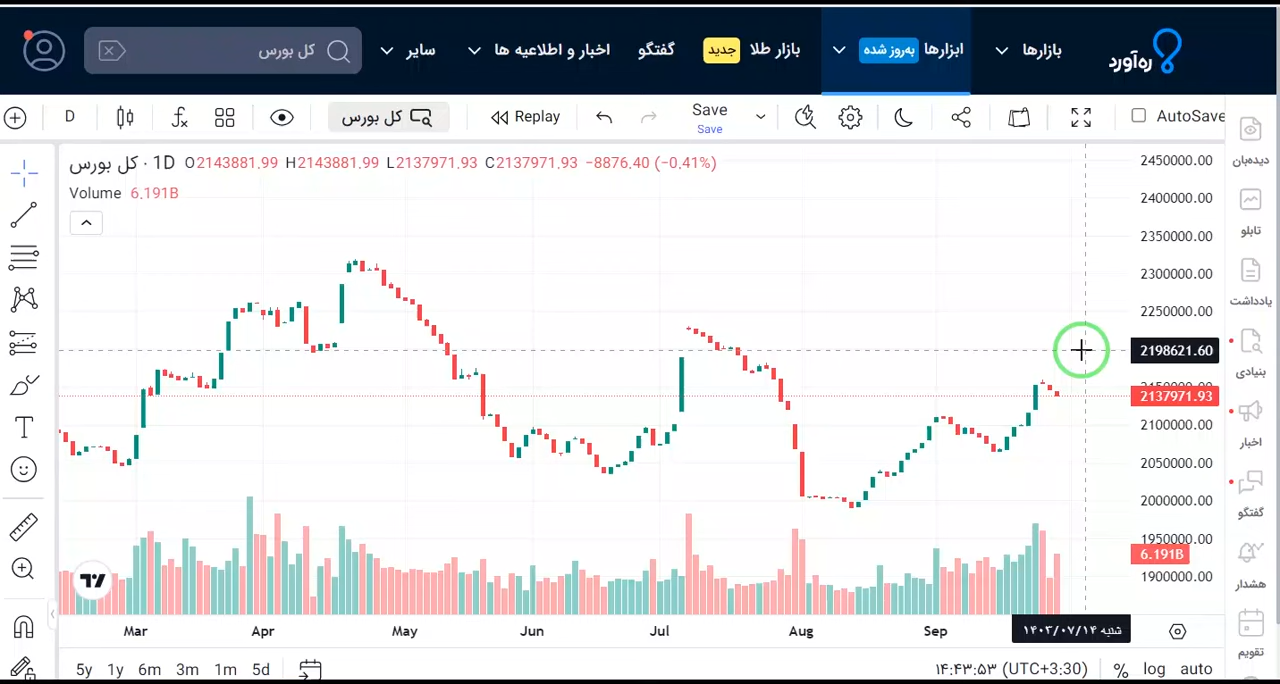 ره‌آورد
بازارها
ابزارها به‌روز شده
بازار طلا جدید
گفتگو
اخبار و اطلاعیه ها
سایر
کل بورس
D
کل بورس
Replay
Save
Save
AutoSave
کل بورس · 1D O2143881.99 H2143881.99 L2137971.93 C2137971.93 −8876.40 (−0.41%)
Volume 6.191B
2450000.00
2400000.00
2350000.00
2300000.00
2250000.00
2198621.60
2150000.00
2137971.93
2100000.00
2050000.00
2000000.00
1950000.00
6.191B
1900000.00
دیده‌بان
تابلو
یادداشت
بنیادی
اخبار
گفتگو
هشدار
تقویم
Mar Apr May Jun Jul Aug Sep
شنبه ۱۴۰۳/۰۷/۱۴
5y 1y 6m 3m 1m 5d
۱۴:۴۳:۵۳ (UTC+3:30) % log auto